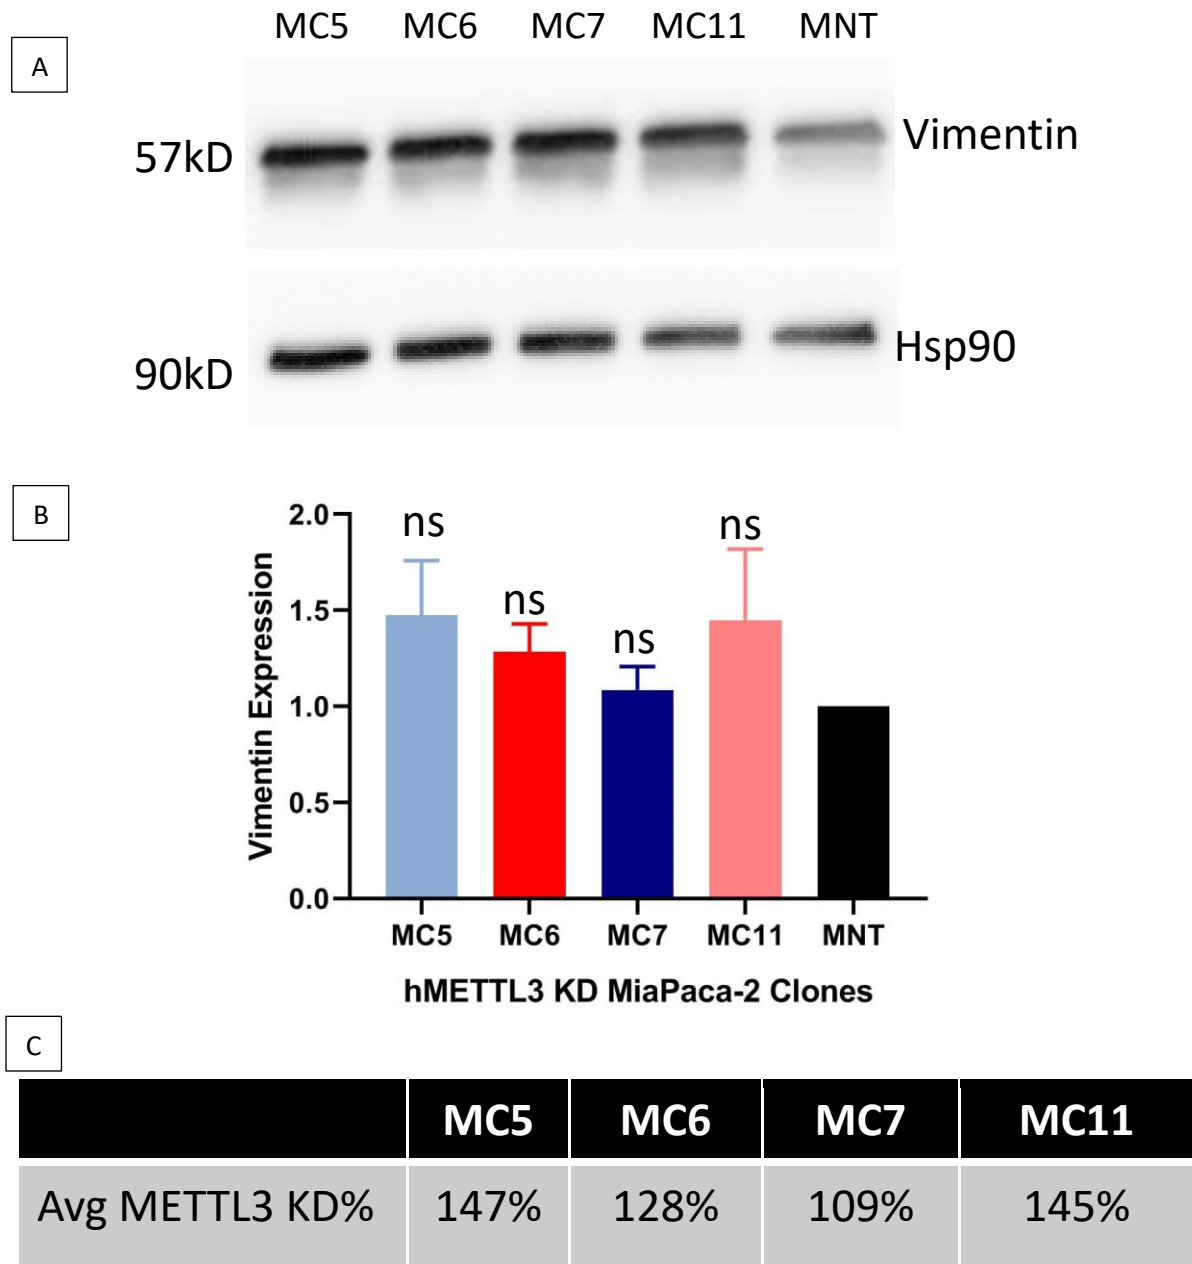 MC5 MC6 MC7 MC11 MNT
A
57kD Vimentin
90kD Hsp90
B
2.0
1.5
1.0
0.5
0.0
Vimentin Expression
ns ns ns ns
MC5 MC6 MC7 MC11 MNT
hMETTL3 KD MiaPaca-2 Clones
C
MC5 MC6 MC7 MC11
Avg METTL3 KD% 147% 128% 109% 145%